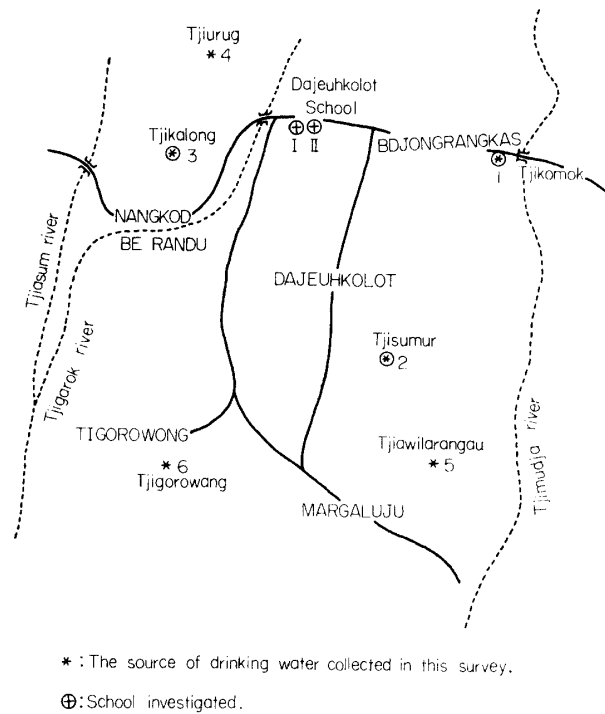 Tjiurug
* 4
Dajeuhkolot
School
Tjikalong
3
I II
BDJONGRANGKAS
1
Tjikomok
NANGKOD
BE RANDU
Tjiasum river
DAJEUHKOLOT
Tjigarok river
Tjisumur
2
TIGOROWONG
* 6
Tjigorowang
Tjiawilarangau
* 5
Tjimudja river
MARGALUJU
* : The source of drinking water collected in this survey.
⊕: School investigated.